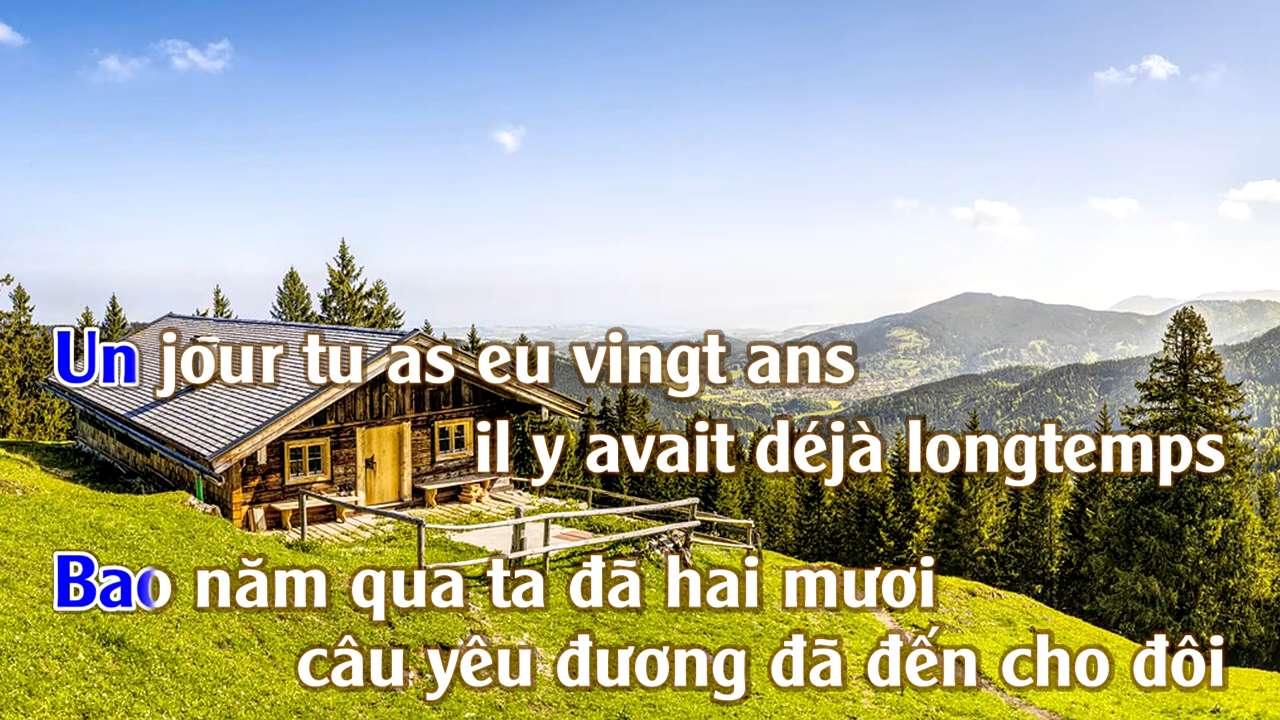 Un jour tu as eu vingt ans
il y avait déjà longtemps
Bao năm qua ta đã hai mươi
câu yêu đương đã đến cho đôi